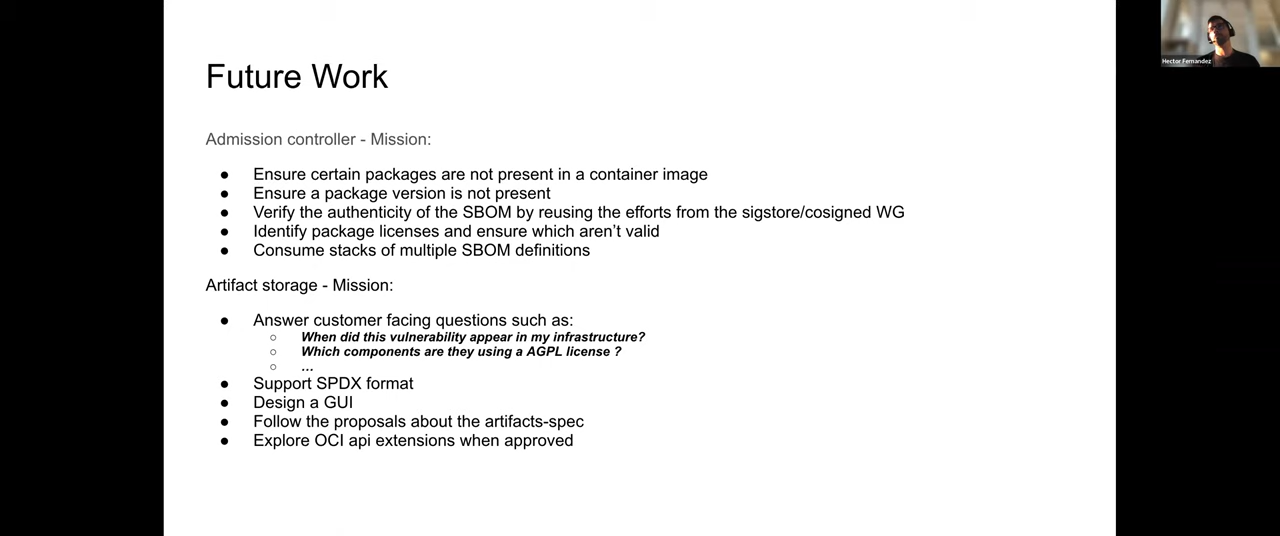 Future Work
Admission controller - Mission:
● Ensure certain packages are not present in a container image
● Ensure a package version is not present
● Verify the authenticity of the SBOM by reusing the efforts from the sigstore/cosigned WG
● Identify package licenses and ensure which aren't valid
● Consume stacks of multiple SBOM definitions
Artifact storage - Mission:
● Answer customer facing questions such as:
○ When did this vulnerability appear in my infrastructure?
○ Which components are they using a AGPL license ?
○ ...
● Support SPDX format
● Design a GUI
● Follow the proposals about the artifacts-spec
● Explore OCI api extensions when approved
Hector Fernandez